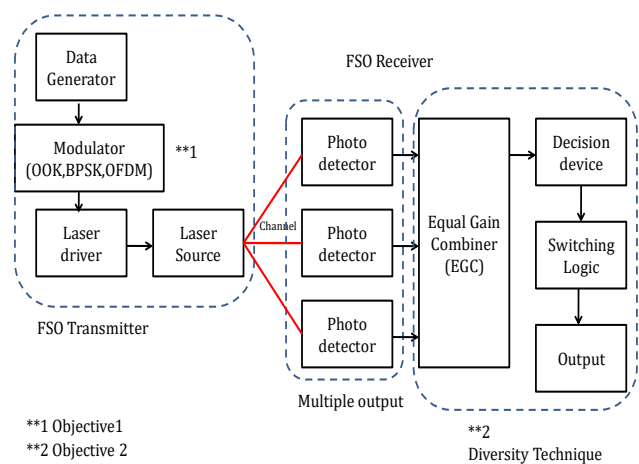 Data
Generator
Modulator
(OOK,BPSK,OFDM)
**1
Laser
driver
Laser
Source
FSO Transmitter
Channel
FSO Receiver
Photo
detector
Photo
detector
Photo
detector
Multiple output
Equal Gain
Combiner
(EGC)
Decision
device
Switching
Logic
Output
**2
Diversity Technique
**1 Objective1
**2 Objective 2